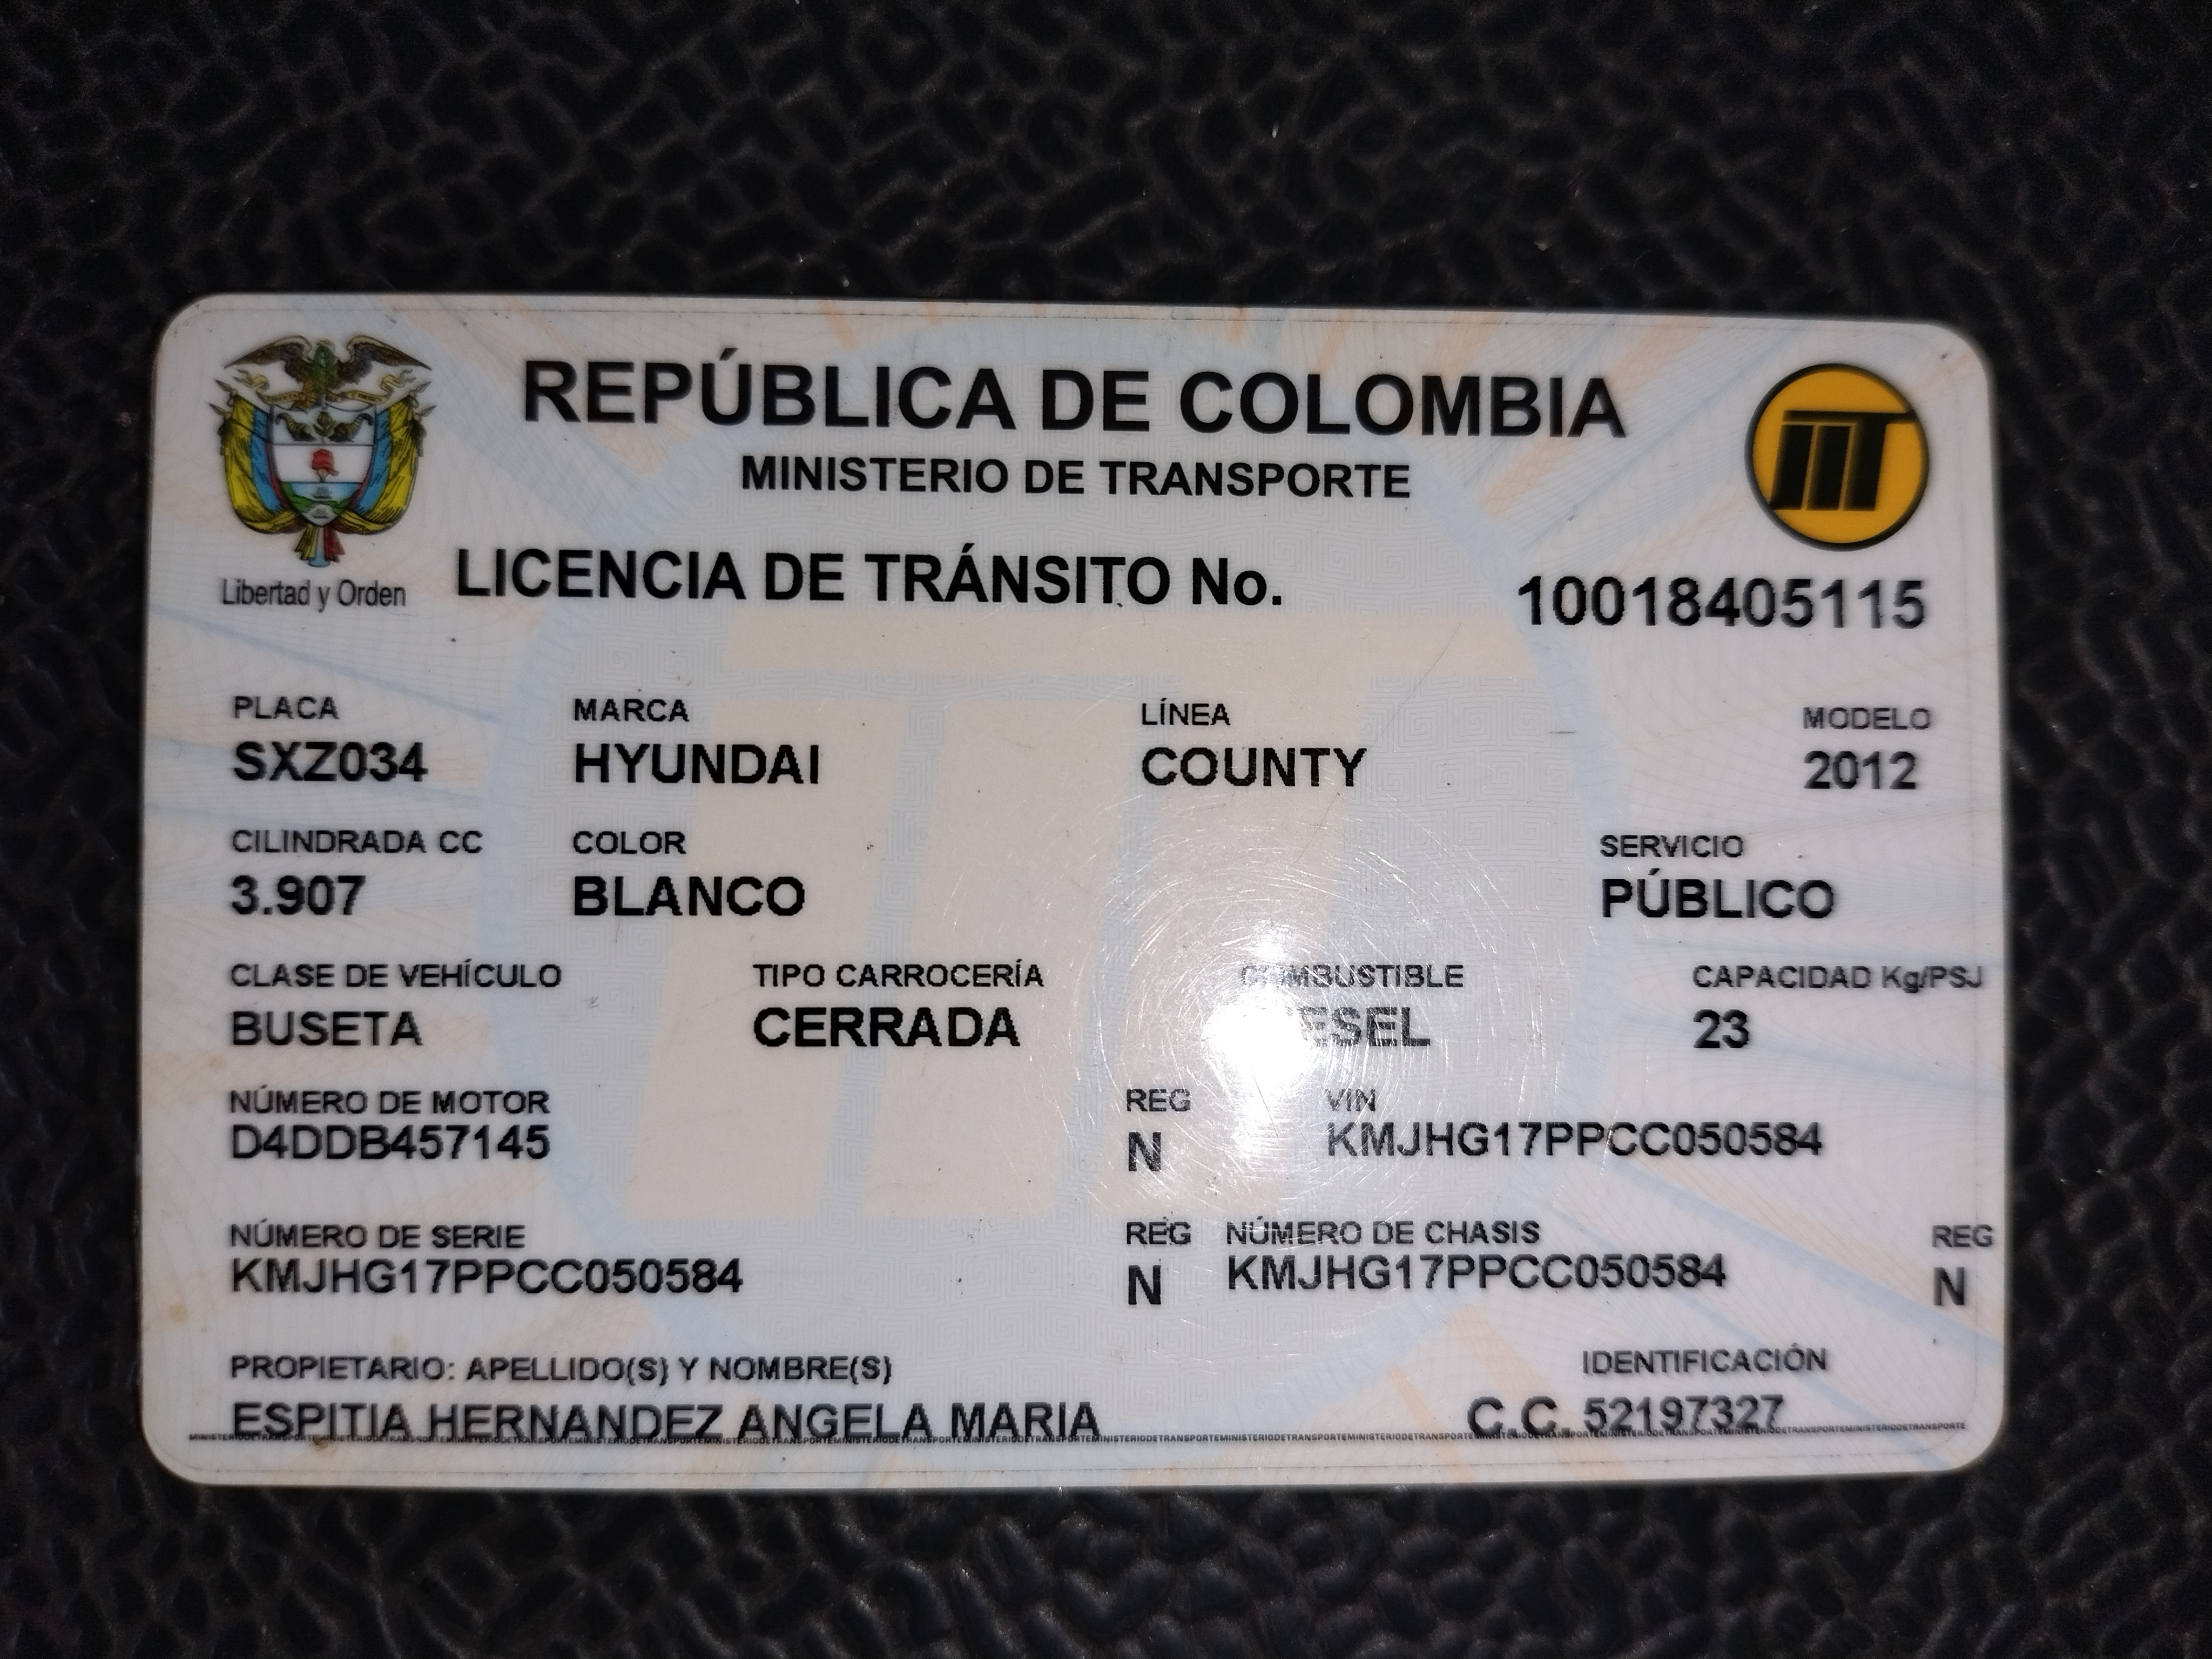 REPÚBLICA DE COLOMBIA
MINISTERIO DE TRANSPORTE
Libertad y Orden
LICENCIA DE TRÁNSITO No. 10018405115
PLACA MARCA LÍNEA MODELO
SXZ034 HYUNDAI COUNTY 2012
CILINDRADA CC COLOR SERVICIO
3.907 BLANCO PÚBLICO
CLASE DE VEHÍCULO TIPO CARROCERÍA COMBUSTIBLE CAPACIDAD Kg/PSJ
BUSETA CERRADA 23
NÚMERO DE MOTOR REG VIN
D4DDB457145 N KMJHG17PPCC050584
NÚMERO DE SERIE REG NÚMERO DE CHASIS REG
KMJHG17PPCC050584 N KMJHG17PPCC050584 N
PROPIETARIO: APELLIDO(S) Y NOMBRE(S) IDENTIFICACIÓN
ESPITIA HERNANDEZ ANGELA MARIA C.C. 52197327